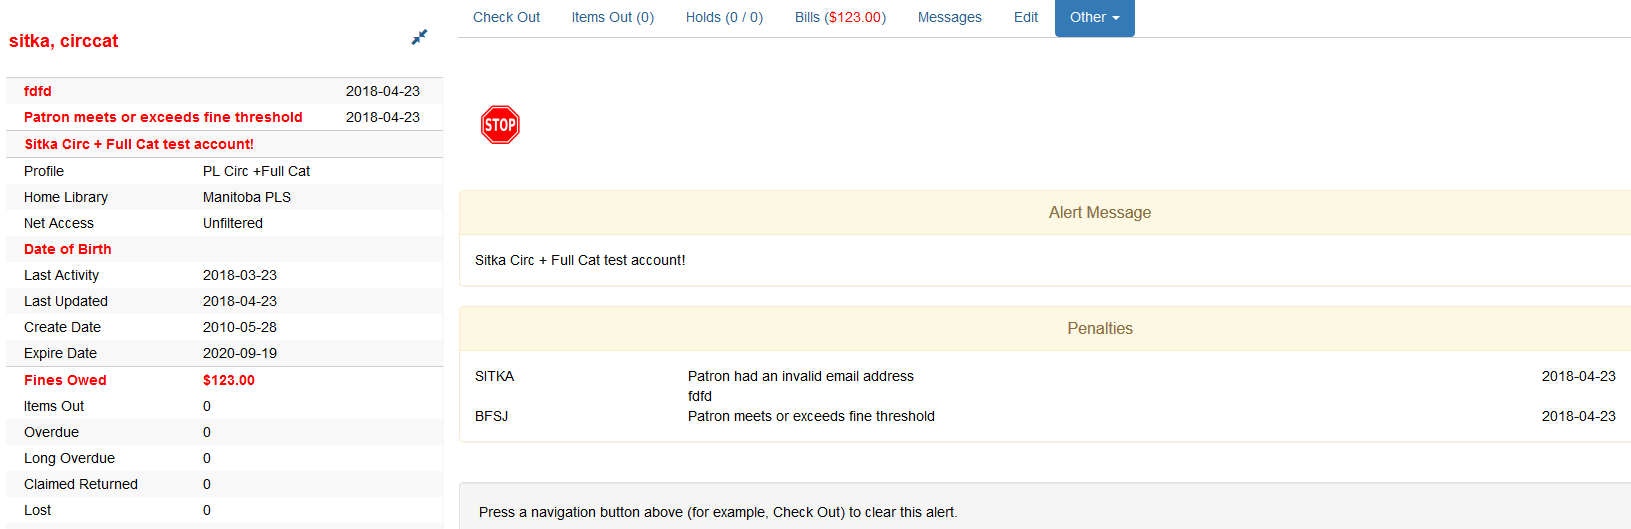 Check Out Items Out (0) Holds (0 / 0) Bills ($123.00) Messages Edit Other
sitka, circcat
fdfd 2018-04-23
Patron meets or exceeds fine threshold 2018-04-23
Sitka Circ + Full Cat test account!
Profile PL Circ +Full Cat
Home Library Manitoba PLS
Net Access Unfiltered
Date of Birth
Last Activity 2018-03-23
Last Updated 2018-04-23
Create Date 2010-05-28
Expire Date 2020-09-19
Fines Owed $123.00
Items Out 0
Overdue 0
Long Overdue 0
Claimed Returned 0
Lost 0
STOP
Alert Message
Sitka Circ + Full Cat test account!
Penalties
SITKA Patron had an invalid email address 2018-04-23
fdfd
BFSJ Patron meets or exceeds fine threshold 2018-04-23
Press a navigation button above (for example, Check Out) to clear this alert.